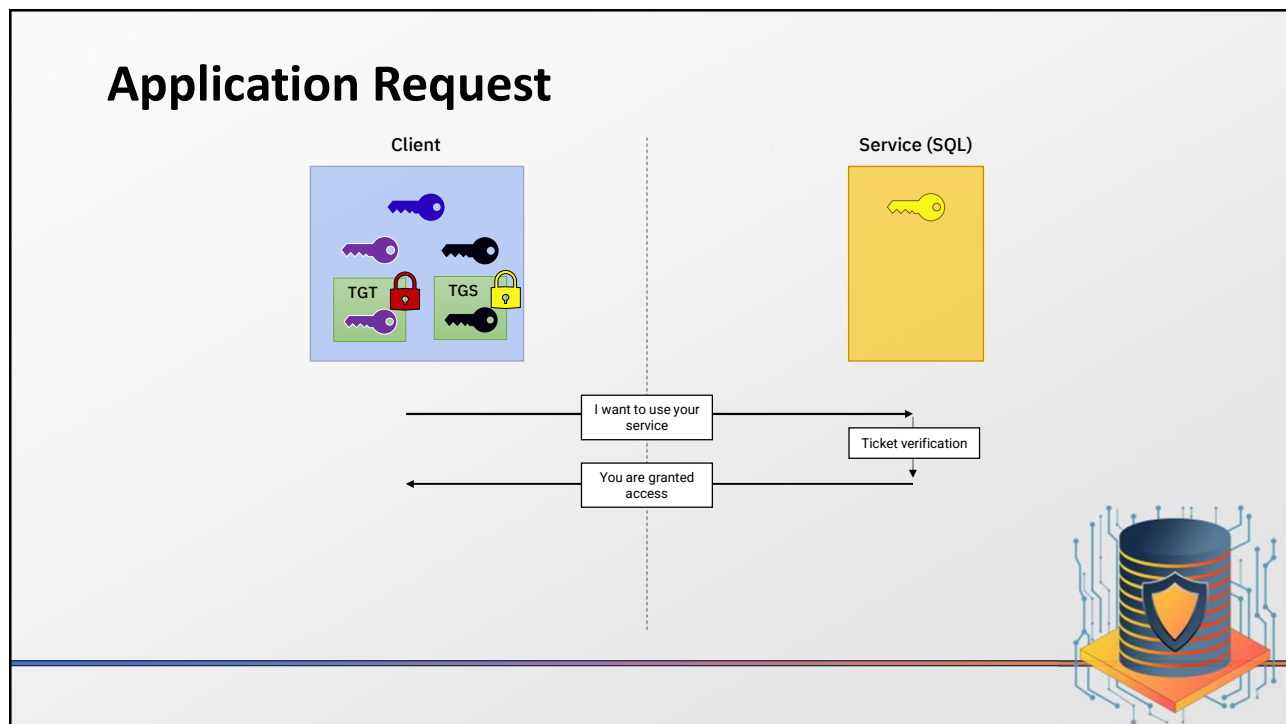 Application Request
Client
Service (SQL)
TGT
TGS
I want to use your
service
Ticket verification
You are granted
access